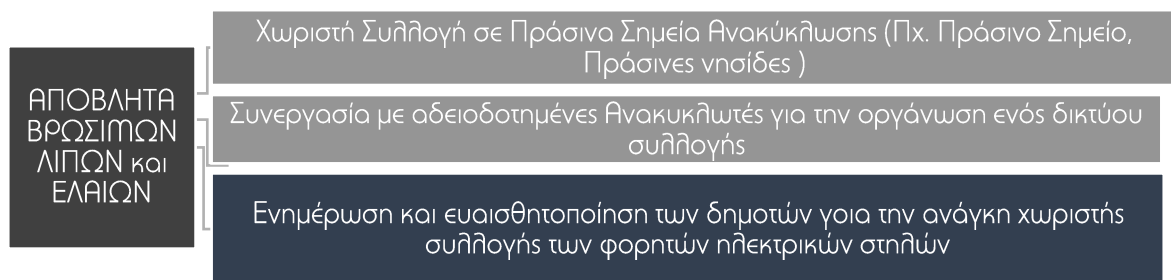 ΑΠΟΒΛΗΤΑ
ΒΡΩΣΙΜΩΝ
ΛΙΠΩΝ και
ΕΛΑΙΩΝ
Χωριστή Συλλογή σε Πράσινα Σημεία Ανακύκλωσης (Πχ. Πράσινο Σημείο,
Πράσινες νησίδες )
Συνεργασία με αδειοδοτημένες Ανακυκλωτές για την οργάνωση ενός δικτύου
συλλογής
Ενημέρωση και ευαισθητοποίηση των δημοτών γοια την ανάγκη χωριστής
συλλογής των φορητών ηλεκτρικών στηλών